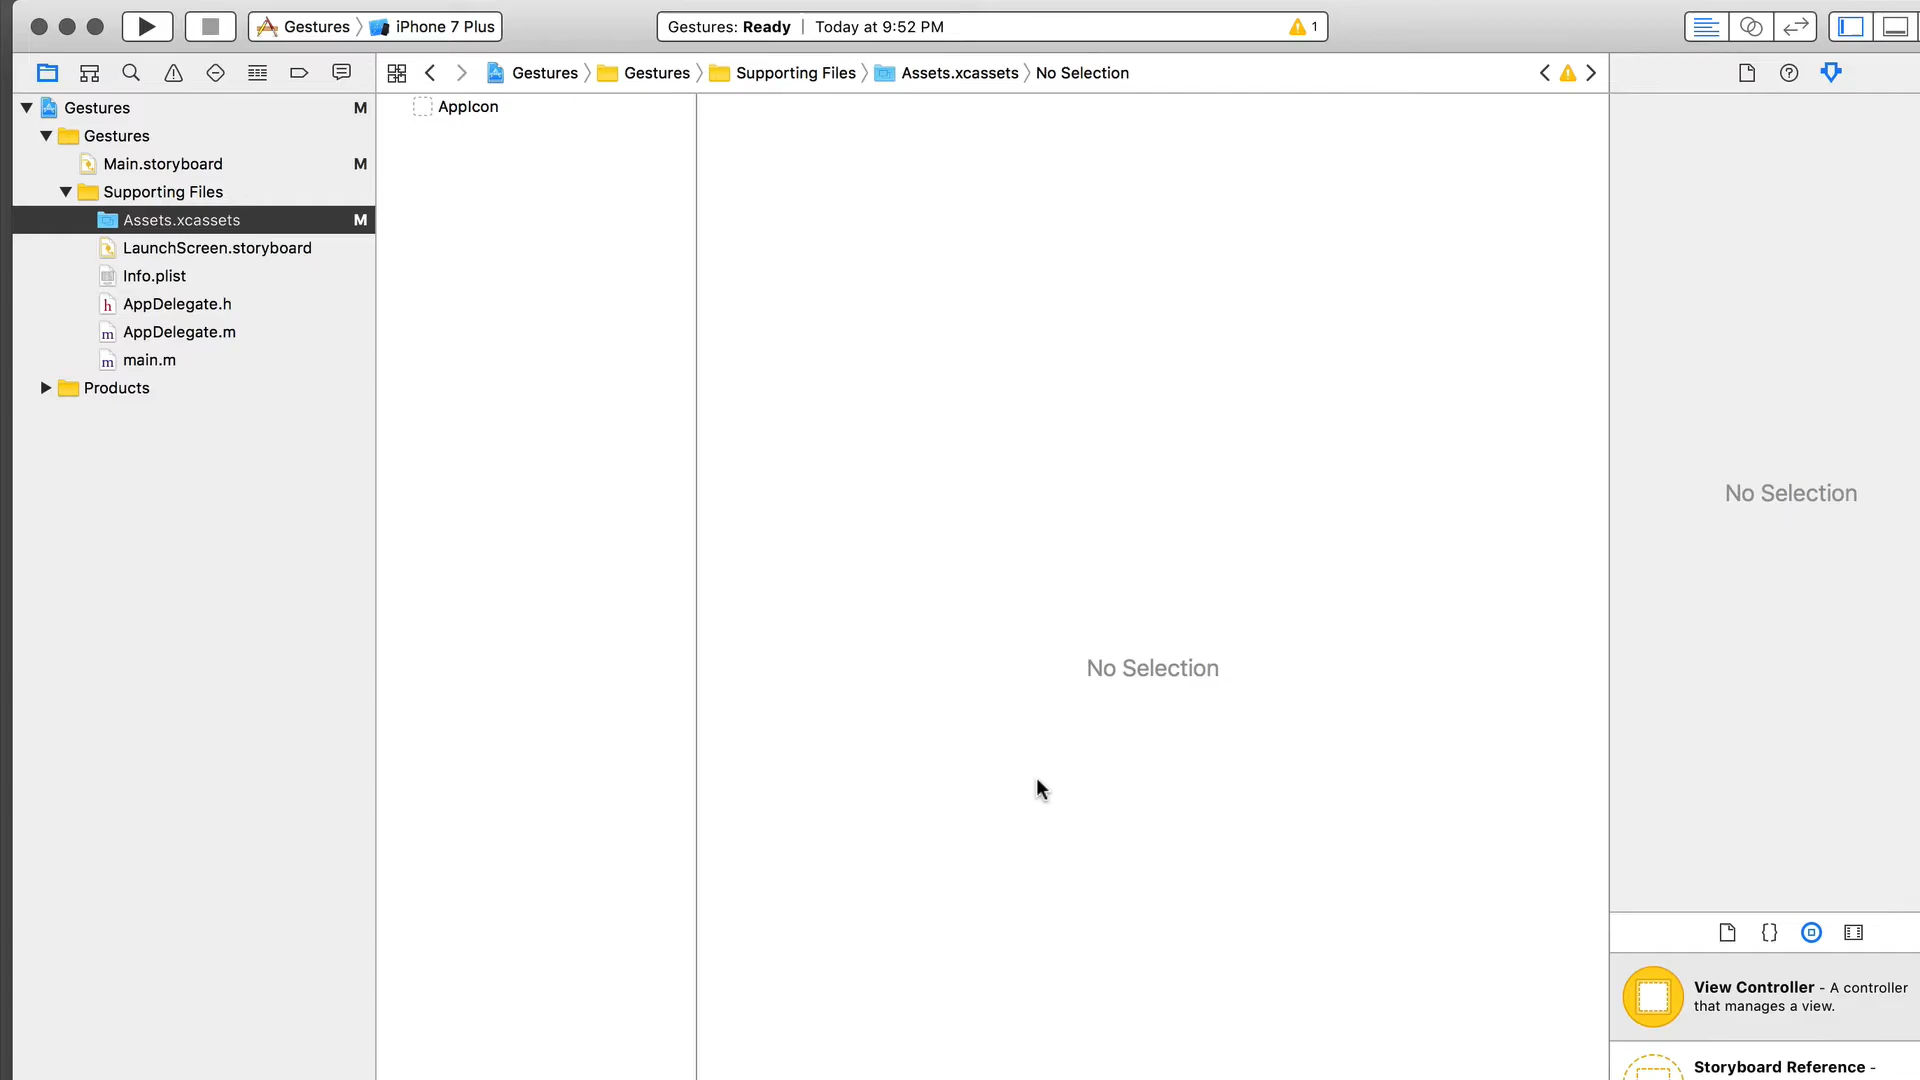 Gestures
iPhone 7 Plus
Gestures: Ready | Today at 9:52 PM
1
Gestures
Gestures
Supporting Files
Assets.xcassets
No Selection
Gestures M
Gestures
Main.storyboard M
Supporting Files
Assets.xcassets M
LaunchScreen.storyboard
Info.plist
h AppDelegate.h
m AppDelegate.m
m main.m
Products
AppIcon
No Selection
No Selection
{}
View Controller - A controller
that manages a view.
Storyboard Reference -